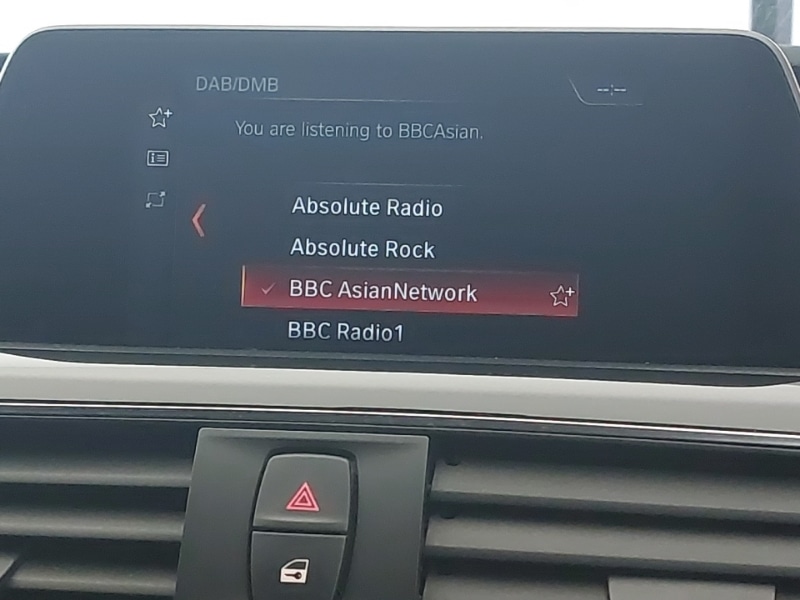 DAB/DMB
--:--
You are listening to BBCAsian.
Absolute Radio
Absolute Rock
BBC AsianNetwork
BBC Radio1